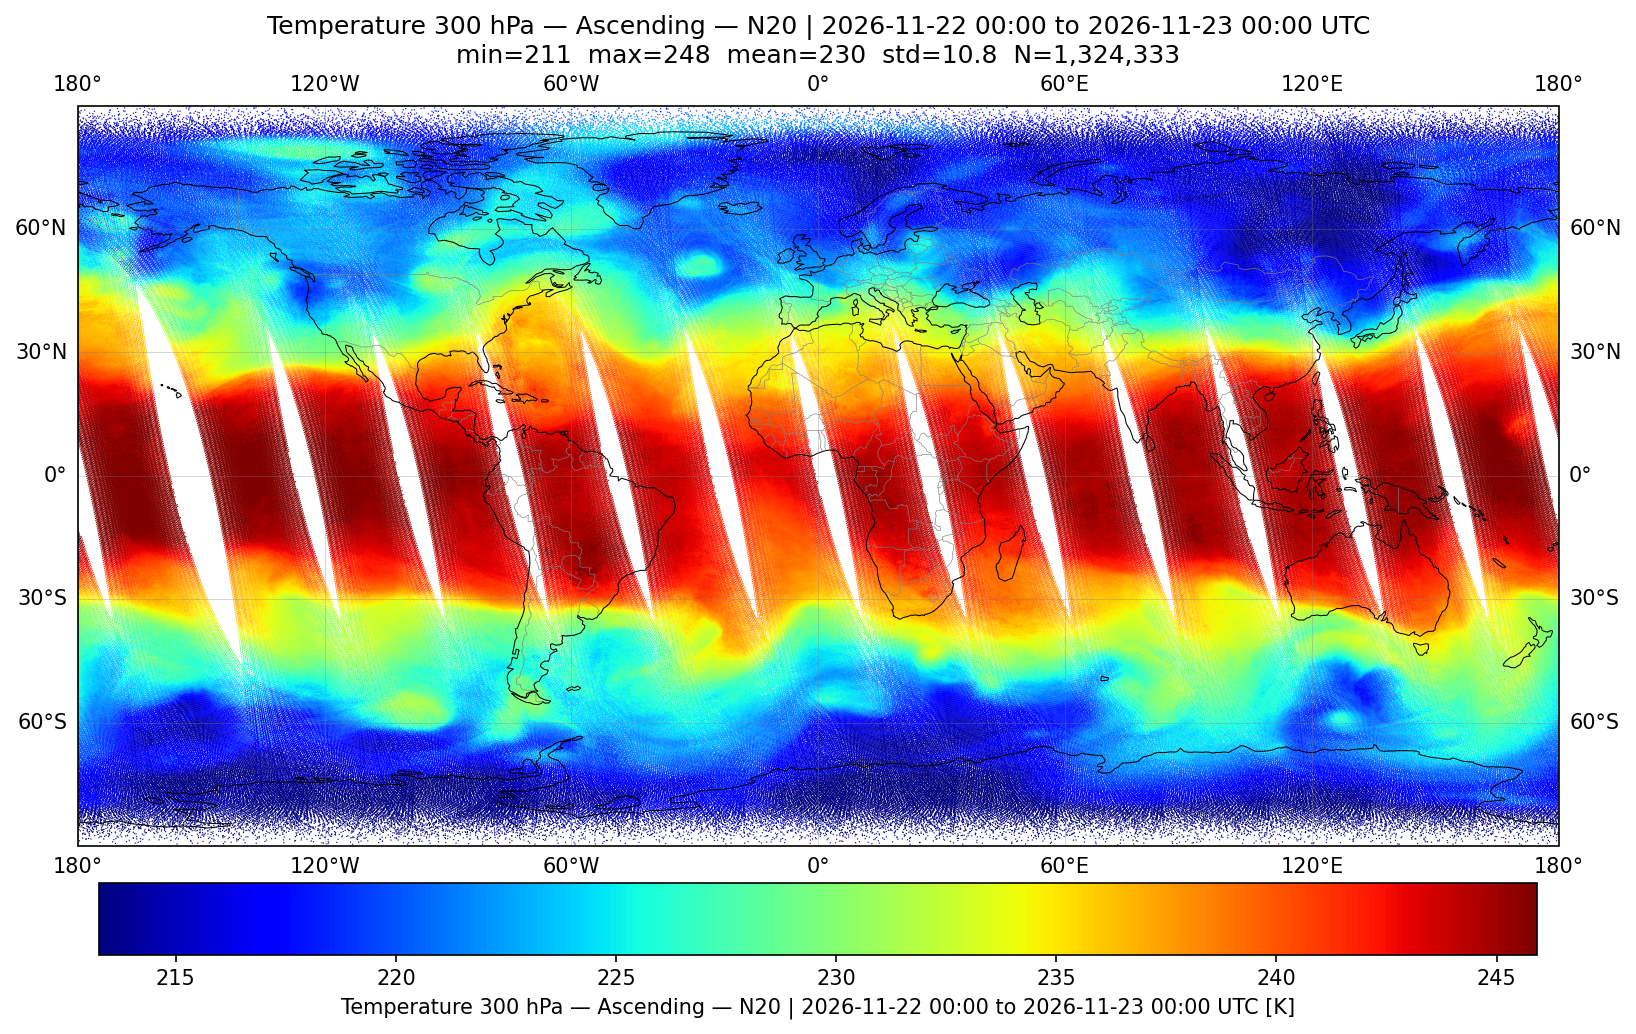 Temperature 300 hPa — Ascending — N20 | 2026-11-22 00:00 to 2026-11-23 00:00 UTC
min=211 max=248 mean=230 std=10.8 N=1,324,333
180° 120°W 60°W 0° 60°E 120°E 180°
60°N 60°N
30°N 30°N
0° 0°
30°S 30°S
60°S 60°S
180° 120°W 60°W 0° 60°E 120°E 180°
215 220 225 230 235 240 245
Temperature 300 hPa — Ascending — N20 | 2026-11-22 00:00 to 2026-11-23 00:00 UTC [K]